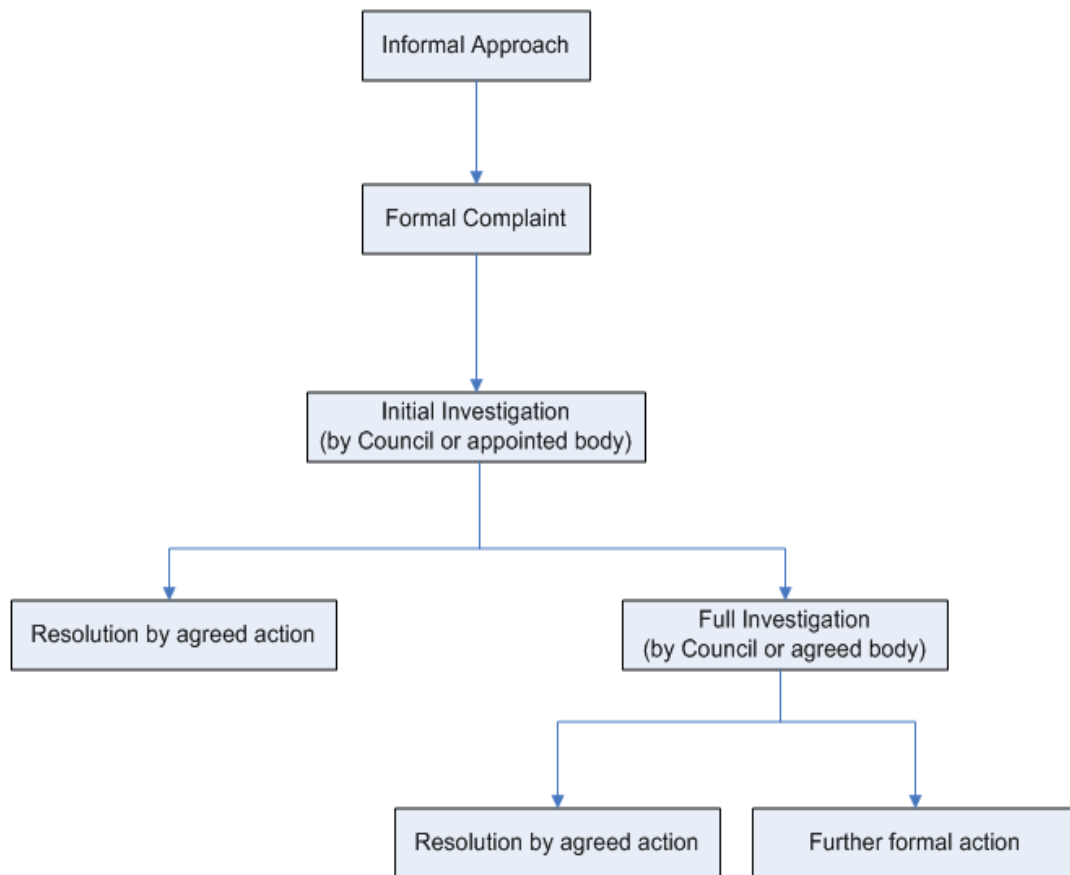 Informal Approach
Formal Complaint
Initial Investigation
(by Council or appointed body)
Resolution by agreed action
Full Investigation
(by Council or agreed body)
Resolution by agreed action
Further formal action